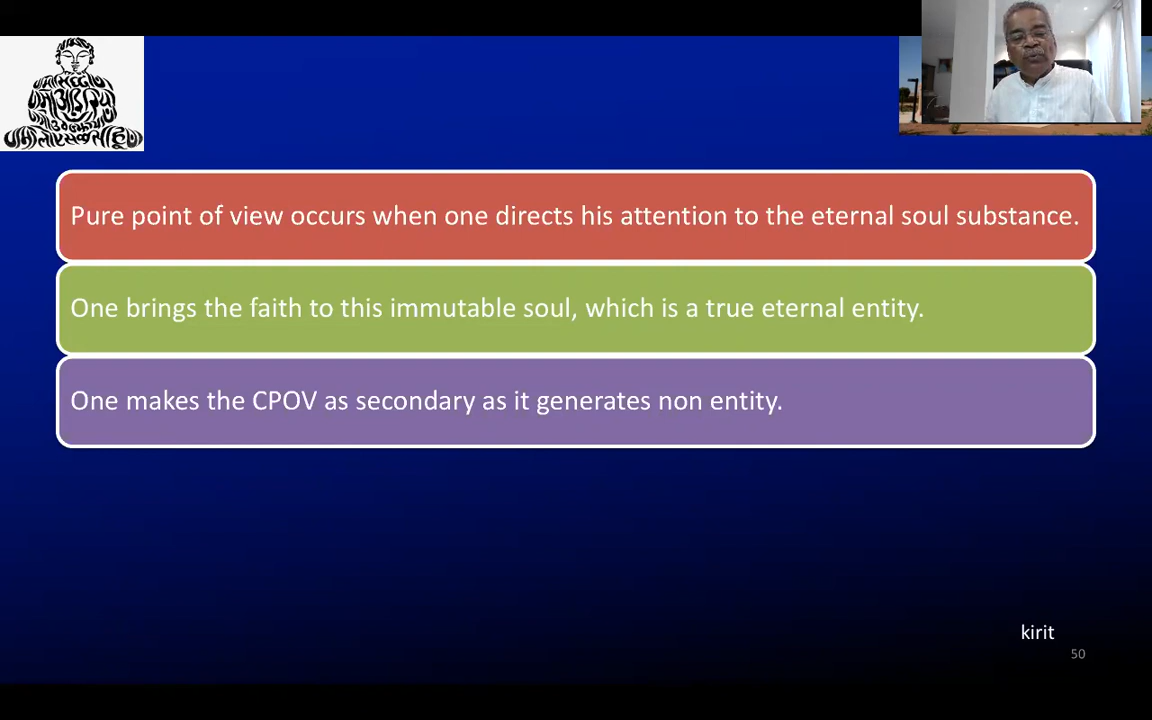 Pure point of view occurs when one directs his attention to the eternal soul substance.
One brings the faith to this immutable soul, which is a true eternal entity.
One makes the CPOV as secondary as it generates non entity.
kirit
50